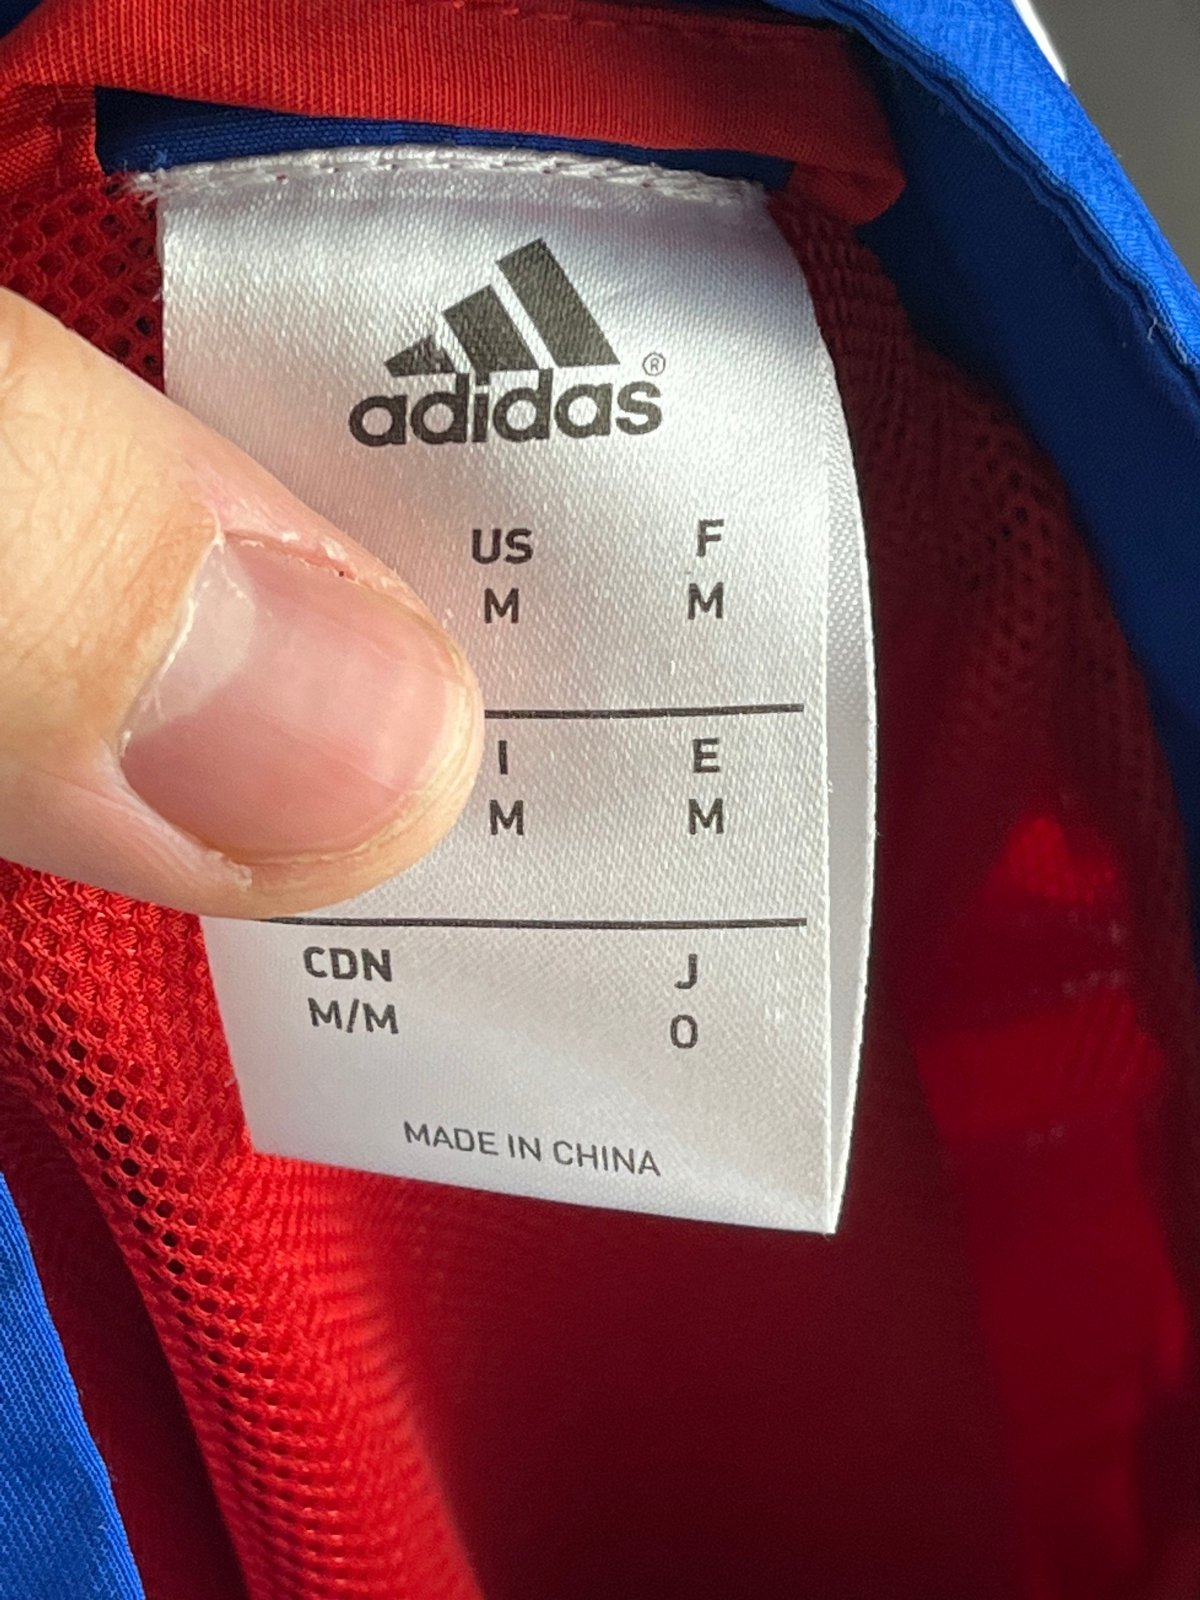 adidas®
US F
M M
I E
M M
CDN J
M/M O
MADE IN CHINA